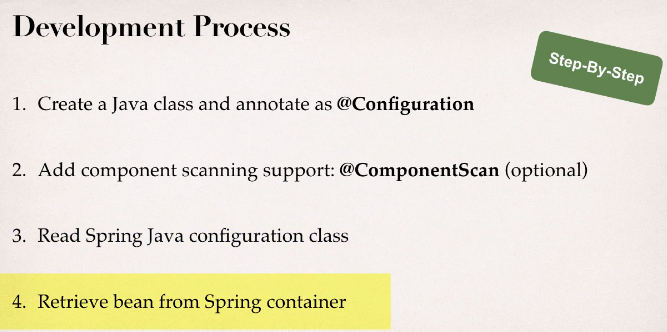 Development Process
Step-By-Step
1. Create a Java class and annotate as @Configuration
2. Add component scanning support: @ComponentScan (optional)
3. Read Spring Java configuration class
4. Retrieve bean from Spring container